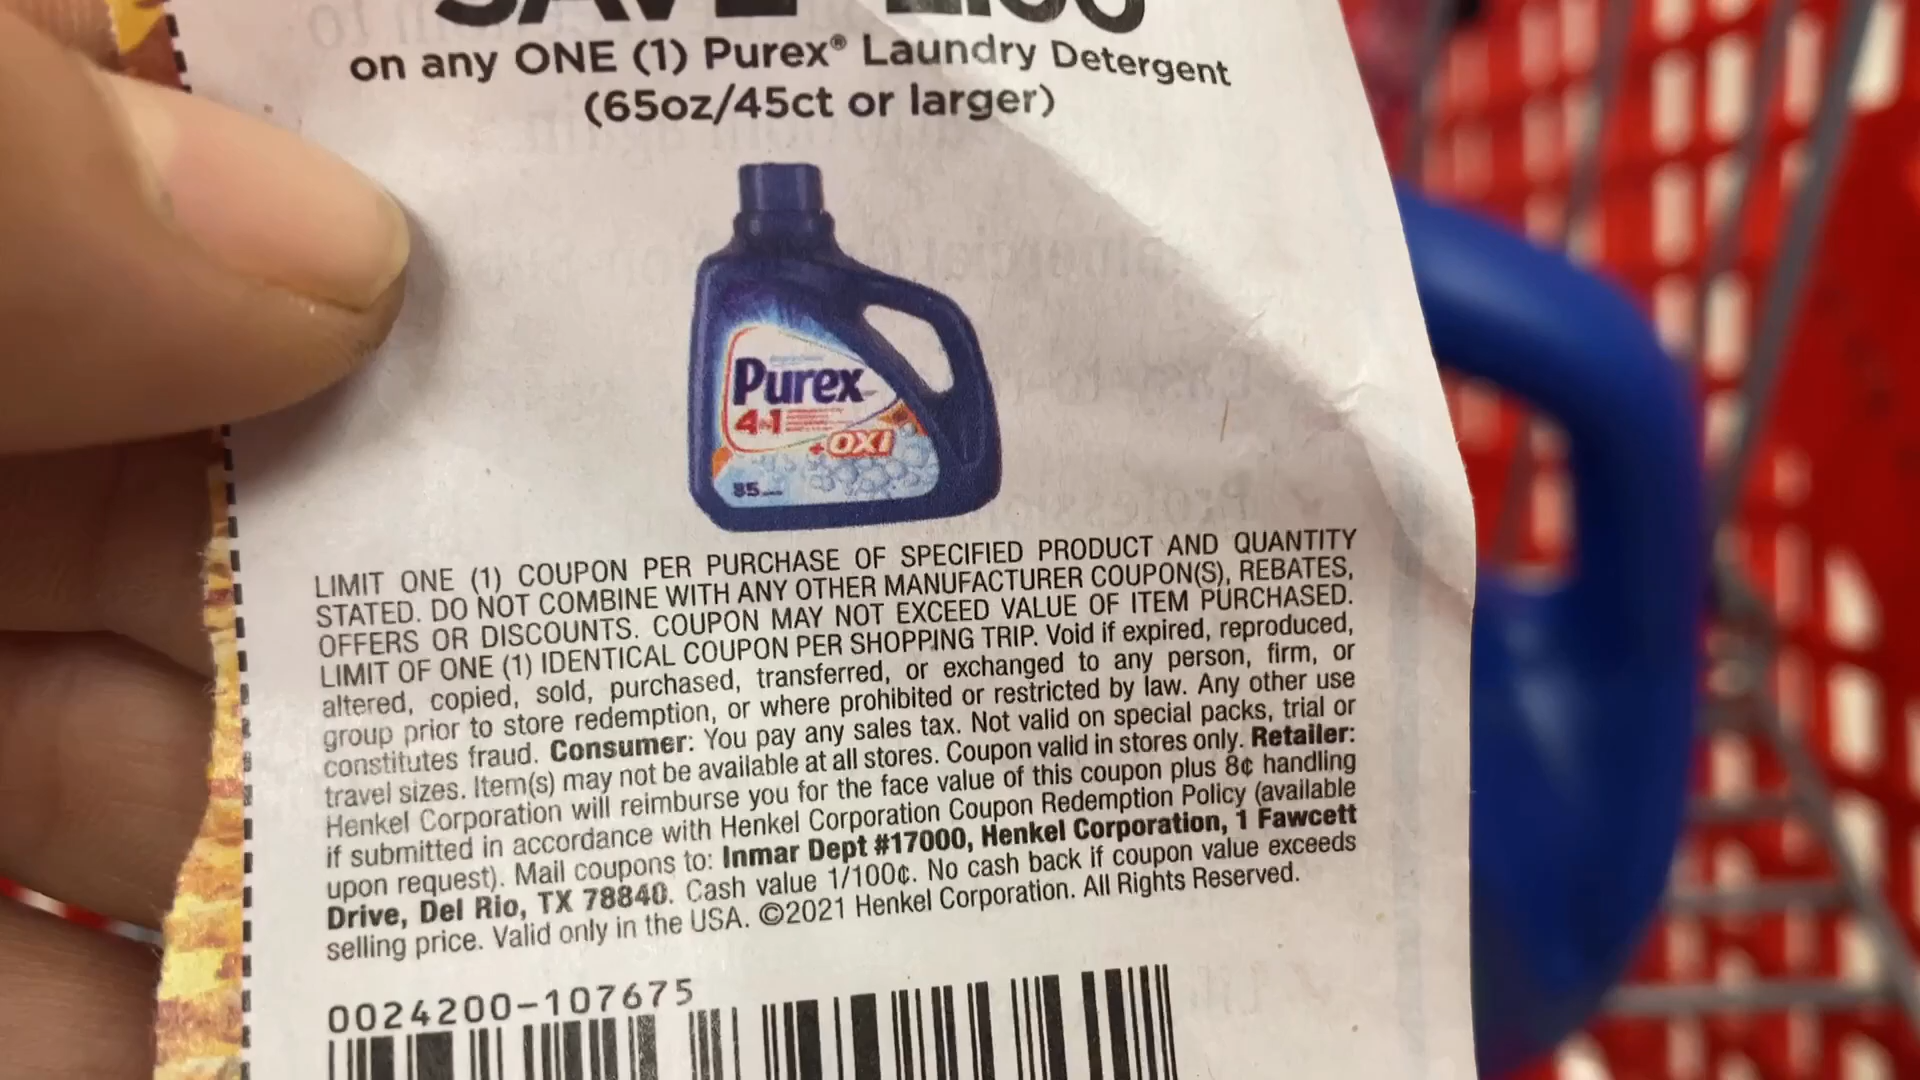 on any ONE (1) Purex® Laundry Detergent
(65oz/45ct or larger)
Purex
4in1
+OXI
85
LIMIT ONE (1) COUPON PER PURCHASE OF SPECIFIED PRODUCT AND QUANTITY
STATED. DO NOT COMBINE WITH ANY OTHER MANUFACTURER COUPON(S), REBATES,
OFFERS OR DISCOUNTS. COUPON MAY NOT EXCEED VALUE OF ITEM PURCHASED.
LIMIT OF ONE (1) IDENTICAL COUPON PER SHOPPING TRIP. Void if expired, reproduced,
altered, copied, sold, purchased, transferred, or exchanged to any person, firm, or
group prior to store redemption, or where prohibited or restricted by law. Any other use
constitutes fraud. Consumer: You pay any sales tax. Not valid on special packs, trial or
travel sizes. Item(s) may not be available at all stores. Coupon valid in stores only. Retailer:
Henkel Corporation will reimburse you for the face value of this coupon plus 8¢ handling
if submitted in accordance with Henkel Corporation Coupon Redemption Policy (available
upon request). Mail coupons to: Inmar Dept #17000, Henkel Corporation, 1 Fawcett
Drive, Del Rio, TX 78840. Cash value 1/100¢. No cash back if coupon value exceeds
selling price. Valid only in the USA. ©2021 Henkel Corporation. All Rights Reserved.
0024200-107675